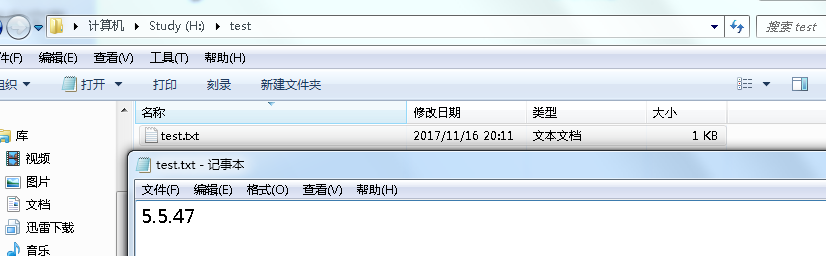 计算机 Study (H:) test 搜索 test
件(F) 编辑(E) 查看(V) 工具(T) 帮助(H)
组织 打开 打印 刻录 新建文件夹
名称 修改日期 类型 大小
库 test.txt 2017/11/16 20:11 文本文档 1 KB
视频
图片
文档
迅雷下载
音乐
test.txt - 记事本
文件(F) 编辑(E) 格式(O) 查看(V) 帮助(H)
5.5.47